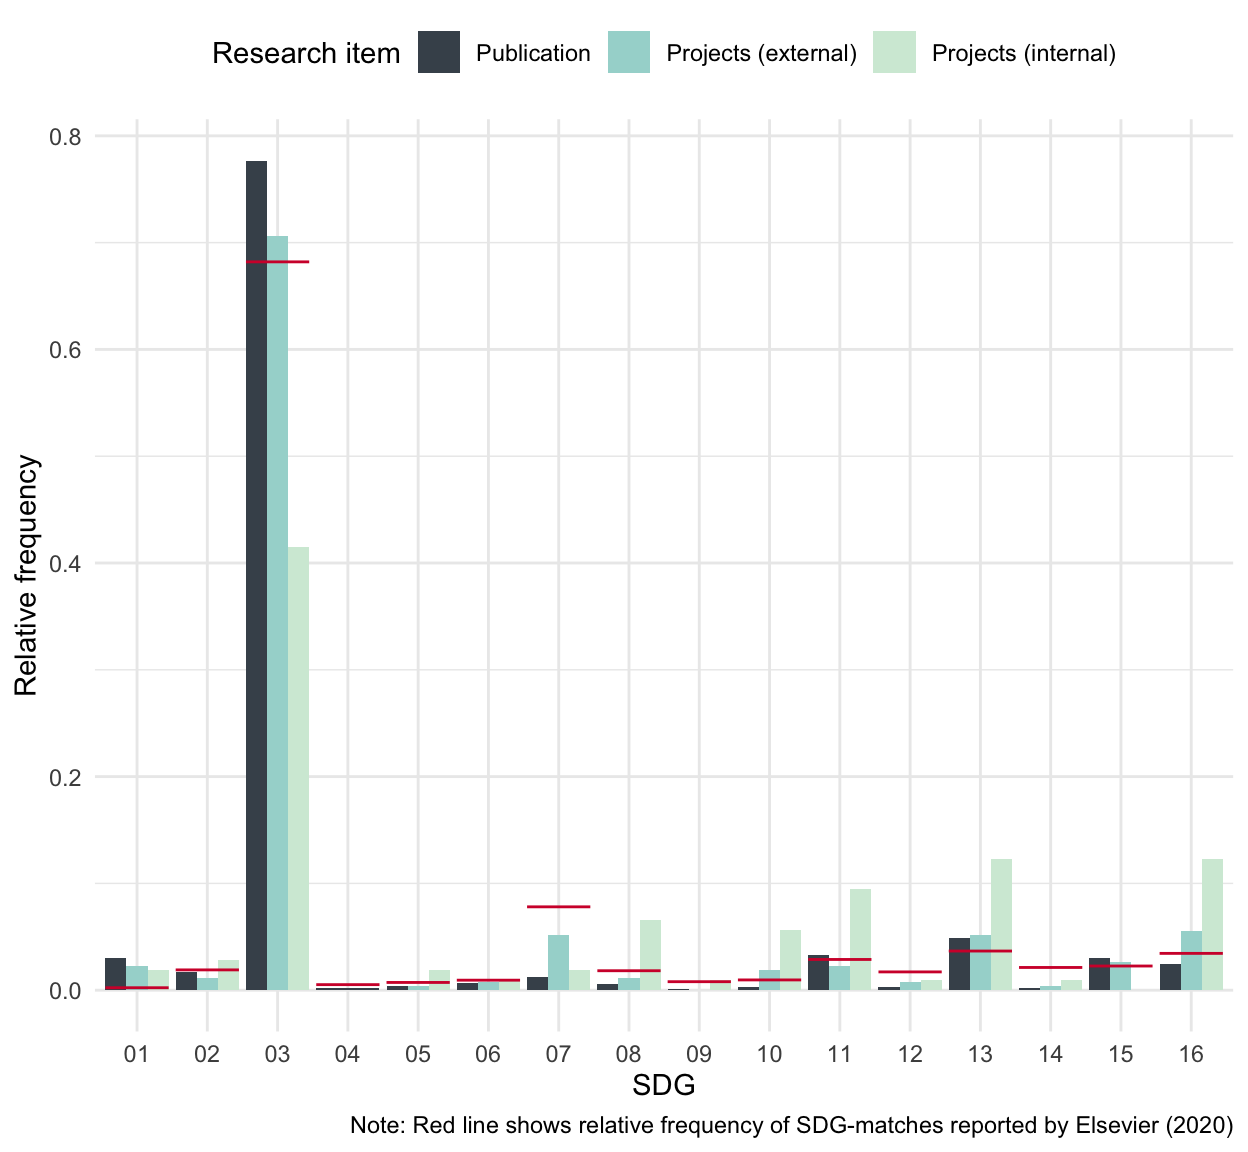 Research item Publication Projects (external) Projects (internal)
0.8
0.6
0.4
0.2
0.0
Relative frequency
01 02 03 04 05 06 07 08 09 10 11 12 13 14 15 16
SDG
Note: Red line shows relative frequency of SDG-matches reported by Elsevier (2020)